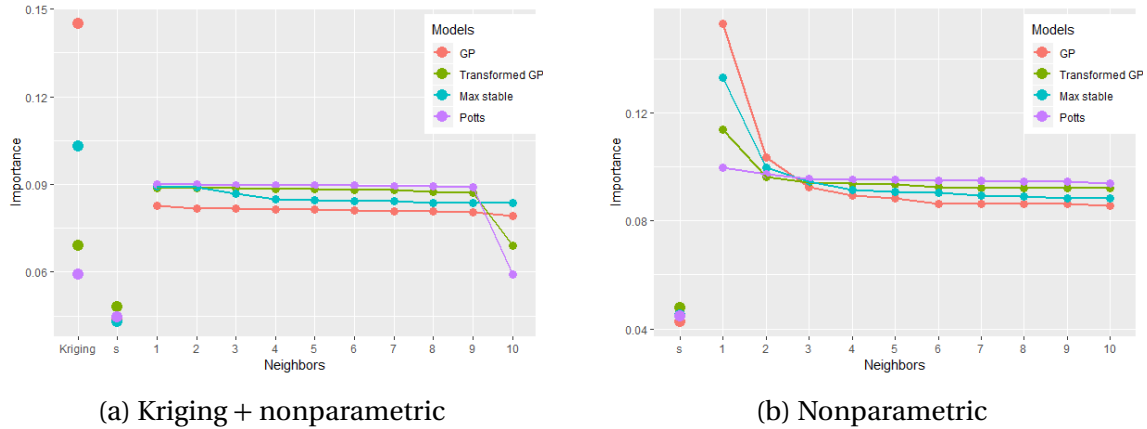 0.15
0.12
0.09
0.06
Importance
Kriging s 1 2 3 4 5 6 7 8 9 10
Neighbors
Models
GP
Transformed GP
Max stable
Potts
(a) Kriging + nonparametric
0.12
0.08
0.04
Importance
s 1 2 3 4 5 6 7 8 9 10
Neighbors
Models
GP
Transformed GP
Max stable
Potts
(b) Nonparametric